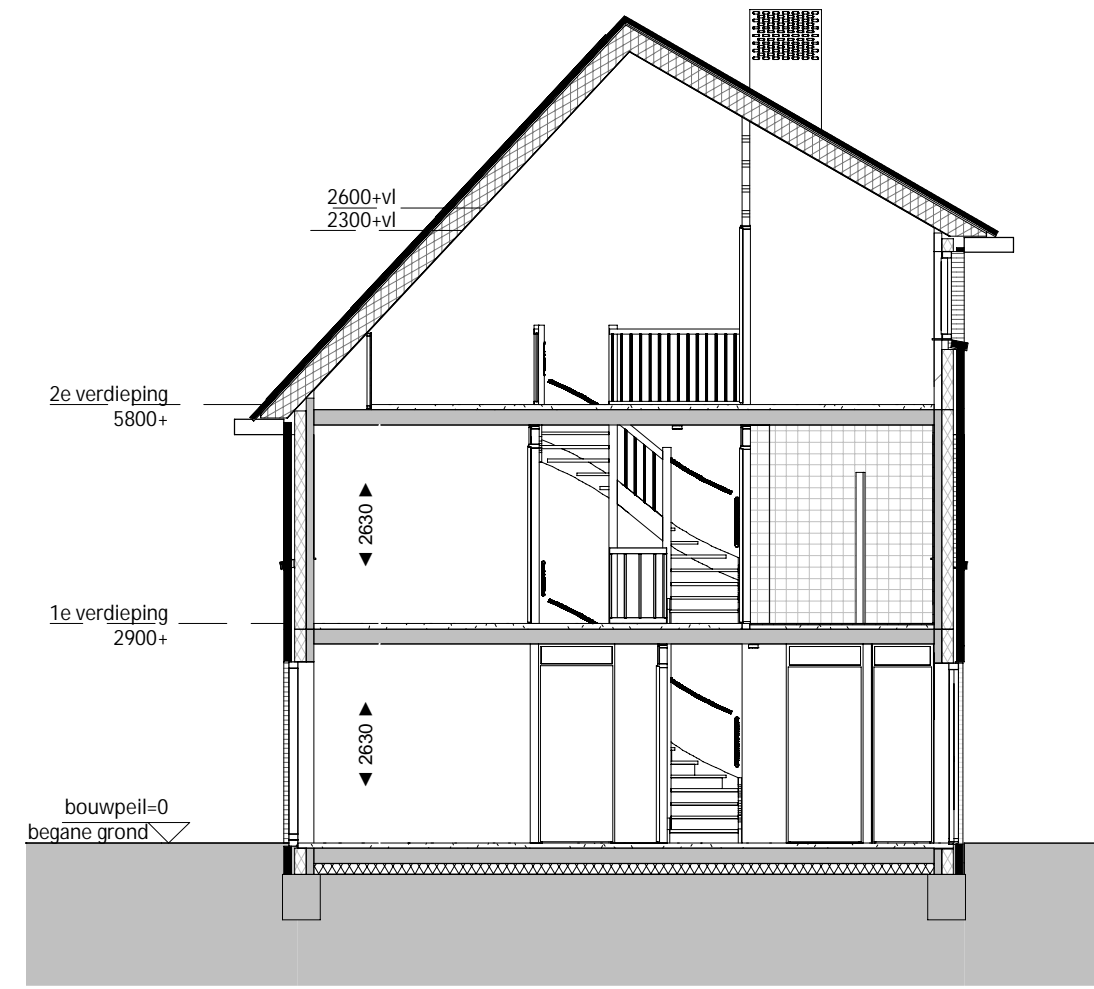 2600+vl
2300+vl
2e verdieping
5800+
2630
1e verdieping
2900+
2630
bouwpeil=0
begane grond